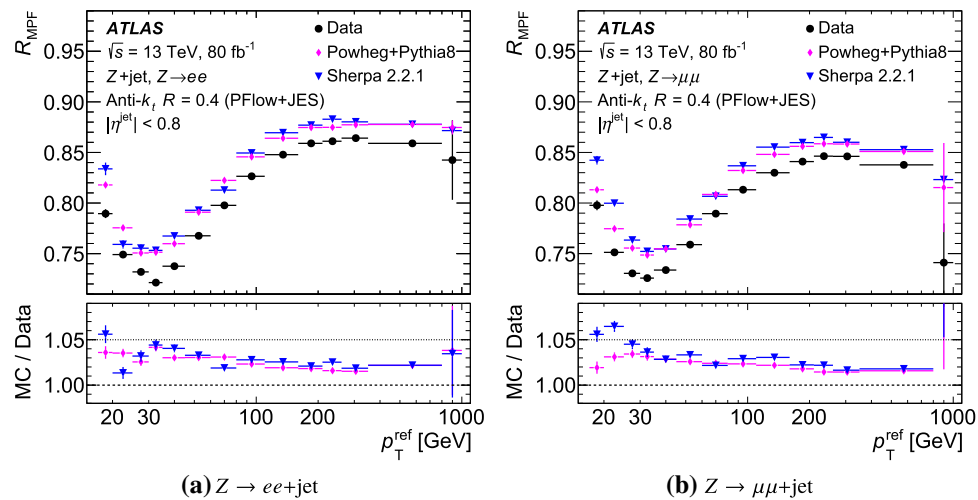 R_MPF
0.95
0.90
0.85
0.80
0.75
ATLAS
√s = 13 TeV, 80 fb⁻¹
Z+jet, Z→ee
Anti-k_t R = 0.4 (PFlow+JES)
|η^jet| < 0.8
Data
Powheg+Pythia8
Sherpa 2.2.1
MC / Data
1.05
1.00
20 30 100 200 1000
p_T^ref [GeV]
(a) Z → ee+jet
R_MPF
0.95
0.90
0.85
0.80
0.75
ATLAS
√s = 13 TeV, 80 fb⁻¹
Z+jet, Z→μμ
Anti-k_t R = 0.4 (PFlow+JES)
|η^jet| < 0.8
Data
Powheg+Pythia8
Sherpa 2.2.1
MC / Data
1.05
1.00
20 30 100 200 1000
p_T^ref [GeV]
(b) Z → μμ+jet